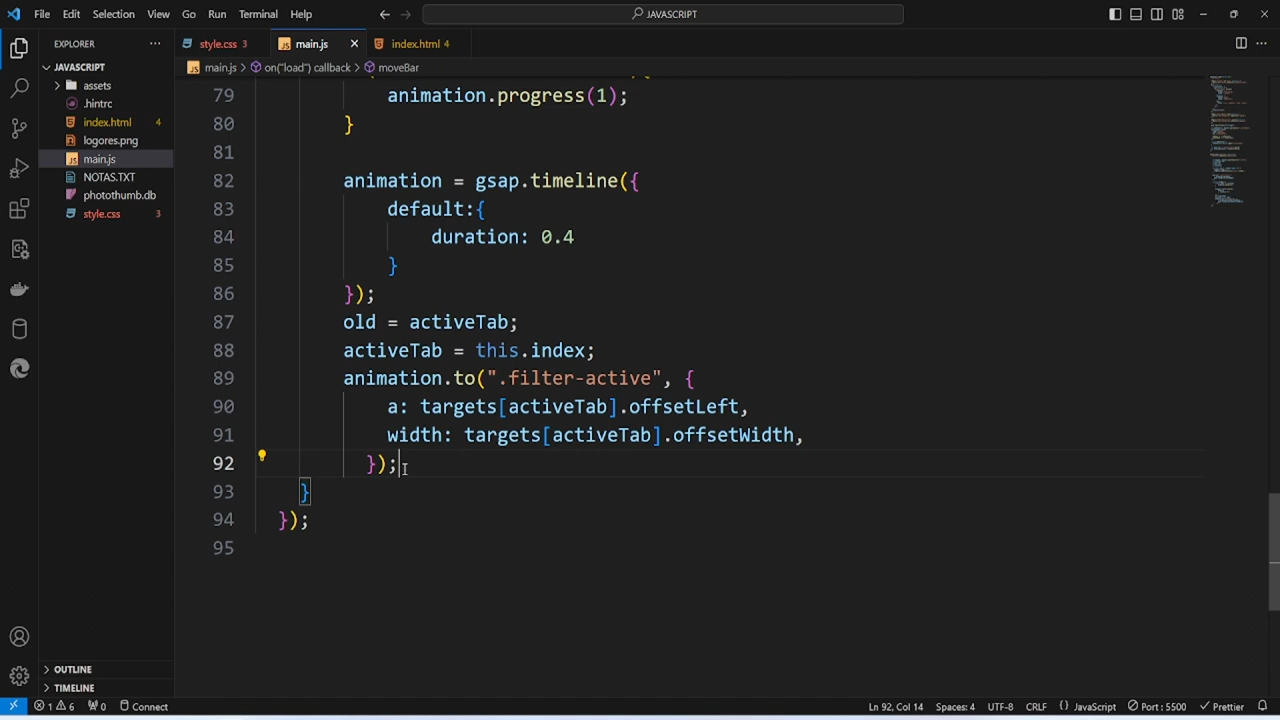 File Edit Selection View Go Run Terminal Help
JAVASCRIPT
EXPLORER
style.css 3
main.js
index.html 4
JAVASCRIPT
assets
.hintrc
index.html 4
logores.png
main.js
NOTAS.TXT
photothumb.db
style.css 3
main.js > on("load") callback > moveBar
79 animation.progress(1);
80 }
81
82 animation = gsap.timeline({
83 default:{
84 duration: 0.4
85 }
86 });
87 old = activeTab;
88 activeTab = this.index;
89 animation.to(".filter-active", {
90 a: targets[activeTab].offsetLeft,
91 width: targets[activeTab].offsetWidth,
92 });
93 }
94 });
95
OUTLINE
TIMELINE
1 6 0 Connect Ln 92, Col 14 Spaces: 4 UTF-8 CRLF { } JavaScript Port : 5500 Prettier